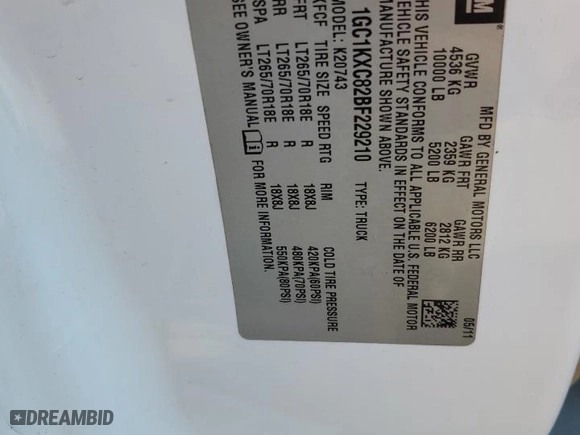 GM
MFD BY GENERAL MOTORS LLC
05/11
GVWR GAWR FRT GAWR RR
4536 KG 2359 KG 2812 KG
10000 LB 5200 LB 6200 LB
THIS VEHICLE CONFORMS TO ALL APPLICABLE U.S. FEDERAL MOTOR
VEHICLE SAFETY STANDARDS IN EFFECT ON THE DATE OF
MANUFACTURE SHOWN ABOVE.
1GC1KXC92BF229210 TYPE: TRUCK
MODEL: K20743
KFCF TIRE SIZE SPEED RTG RIM COLD TIRE PRESSURE
FRT LT265/70R18E R 18X8J 420KPA(60PSI)
RR LT265/70R18E R 18X8J 480KPA(70PSI)
SPA LT265/70R18E R 18X8J 550KPA(80PSI)
SEE OWNER'S MANUAL FOR MORE INFORMATION.
DREAMBID